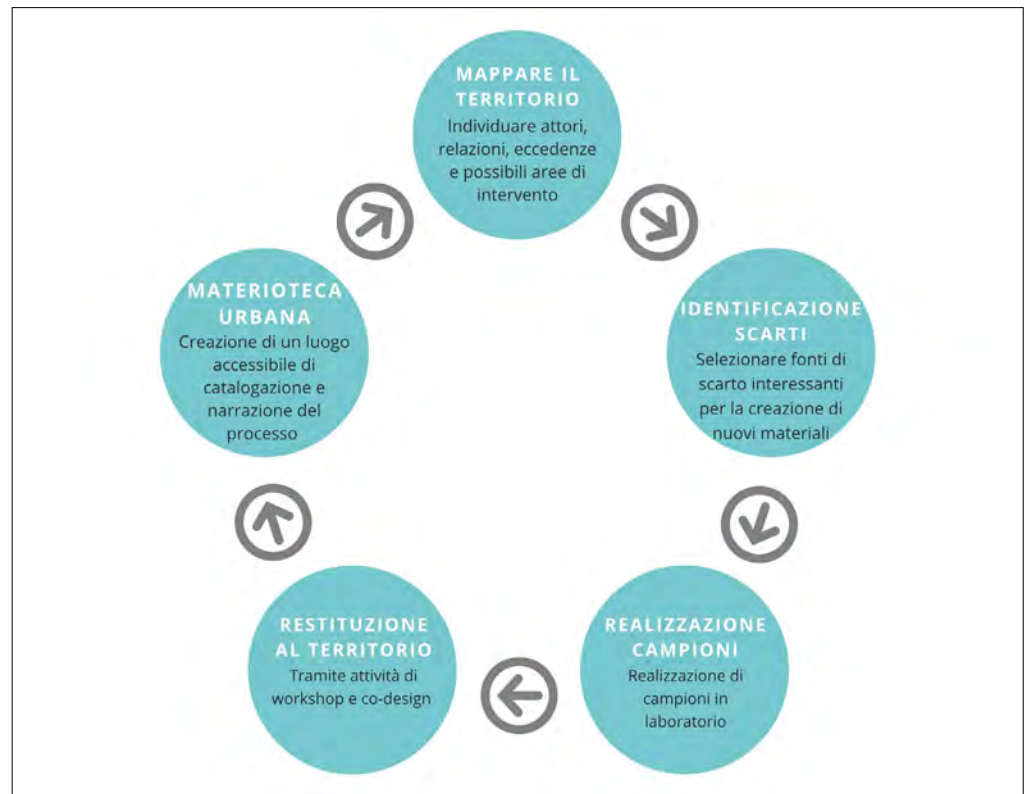 MAPPARE IL
TERRITORIO
Individuare attori,
relazioni, eccedenze
e possibili aree di
intervento
IDENTIFICAZIONE
SCARTI
Selezionare fonti di
scarto interessanti
per la creazione di
nuovi materiali
REALIZZAZIONE
CAMPIONI
Realizzazione di
campioni in
laboratorio
RESTITUZIONE
AL TERRITORIO
Tramite attività di
workshop e co-design
MATERIOTECA
URBANA
Creazione di un luogo
accessibile di
catalogazione e
narrazione del
processo